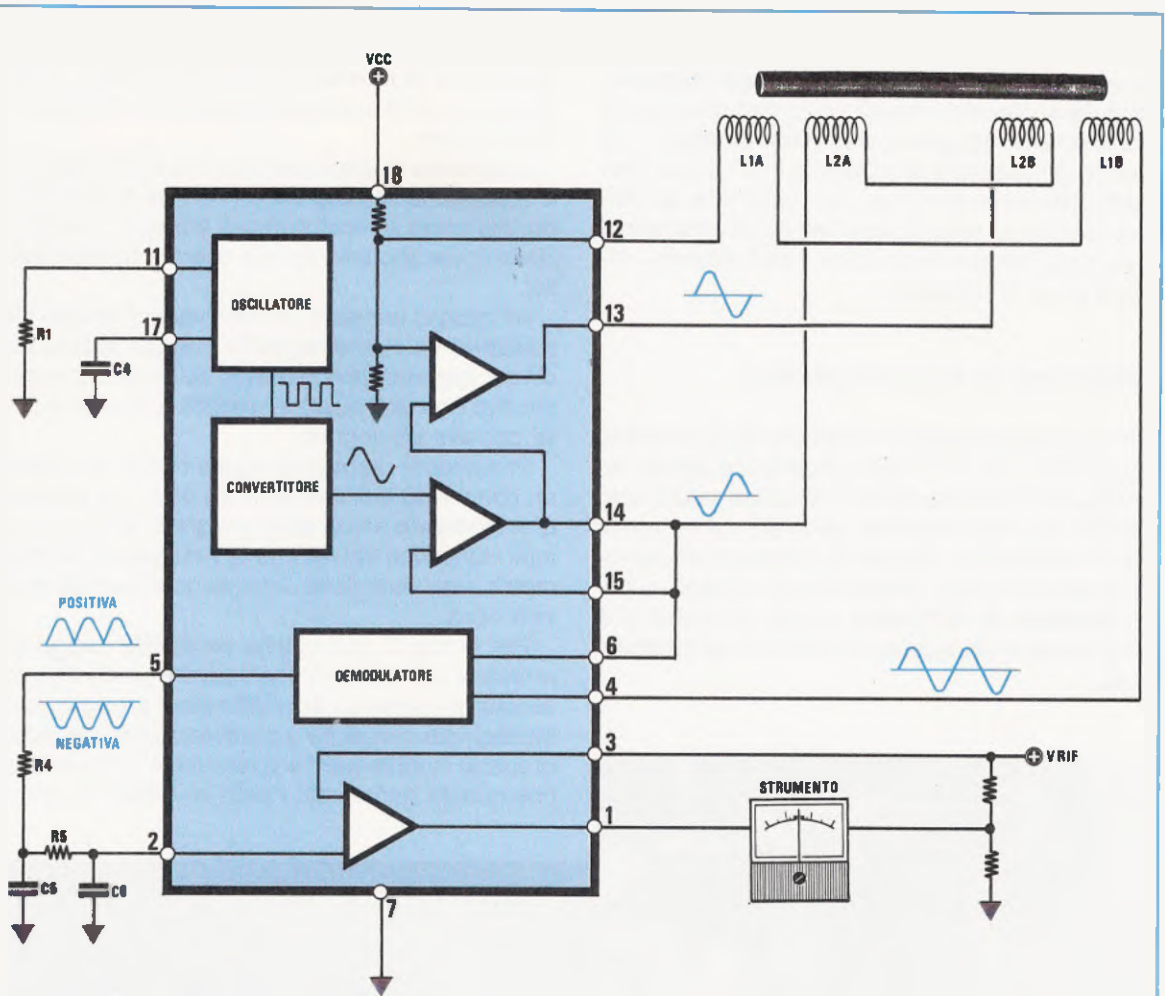 VCC
18
L1A
L2A
L2B
L1B
12
11
OSCILLATORE
13
R1
17
C4
CONVERTITORE
14
15
POSITIVA
6
5
DEMODULATORE
4
NEGATIVA
3
VRIF
R4
STRUMENTO
1
R5
2
C5
C6
7